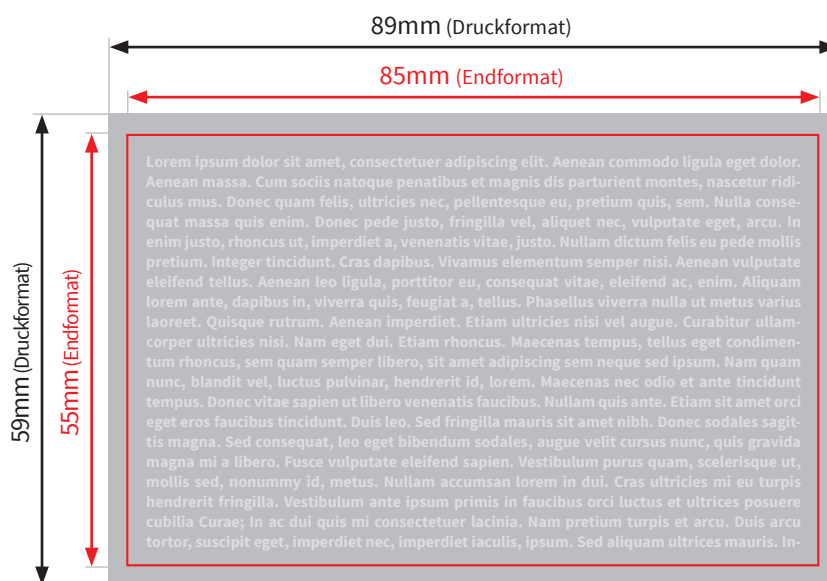 89mm (Druckformat)
85mm (Endformat)
59mm (Druckformat)
55mm (Endformat)
Lorem ipsum dolor sit amet, consectetuer adipiscing elit. Aenean commodo ligula eget dolor.
Aenean massa. Cum sociis natoque penatibus et magnis dis parturient montes, nascetur ridi-
culus mus. Donec quam felis, ultricies nec, pellentesque eu, pretium quis, sem. Nulla conse-
quat massa quis enim. Donec pede justo, fringilla vel, aliquet nec, vulputate eget, arcu. In
enim justo, rhoncus ut, imperdiet a, venenatis vitae, justo. Nullam dictum felis eu pede mollis
pretium. Integer tincidunt. Cras dapibus. Vivamus elementum semper nisi. Aenean vulputate
eleifend tellus. Aenean leo ligula, porttitor eu, consequat vitae, eleifend ac, enim. Aliquam
lorem ante, dapibus in, viverra quis, feugiat a, tellus. Phasellus viverra nulla ut metus varius
laoreet. Quisque rutrum. Aenean imperdiet. Etiam ultricies nisi vel augue. Curabitur ullam-
corper ultricies nisi. Nam eget dui. Etiam rhoncus. Maecenas tempus, tellus eget condimen-
tum rhoncus, sem quam semper libero, sit amet adipiscing sem neque sed ipsum. Nam quam
nunc, blandit vel, luctus pulvinar, hendrerit id, lorem. Maecenas nec odio et ante tincidunt
tempus. Donec vitae sapien ut libero venenatis faucibus. Nullam quis ante. Etiam sit amet orci
eget eros faucibus tincidunt. Duis leo. Sed fringilla mauris sit amet nibh. Donec sodales sagit-
tis magna. Sed consequat, leo eget bibendum sodales, augue velit cursus nunc, quis gravida
magna mi a libero. Fusce vulputate eleifend sapien. Vestibulum purus quam, scelerisque ut,
mollis sed, nonummy id, metus. Nullam accumsan lorem in dui. Cras ultricies mi eu turpis
hendrerit fringilla. Vestibulum ante ipsum primis in faucibus orci luctus et ultrices posuere
cubilia Curae; In ac dui quis mi consectetuer lacinia. Nam pretium turpis et arcu. Duis arcu
tortor, suscipit eget, imperdiet nec, imperdiet iaculis, ipsum. Sed aliquam ultrices mauris. In-